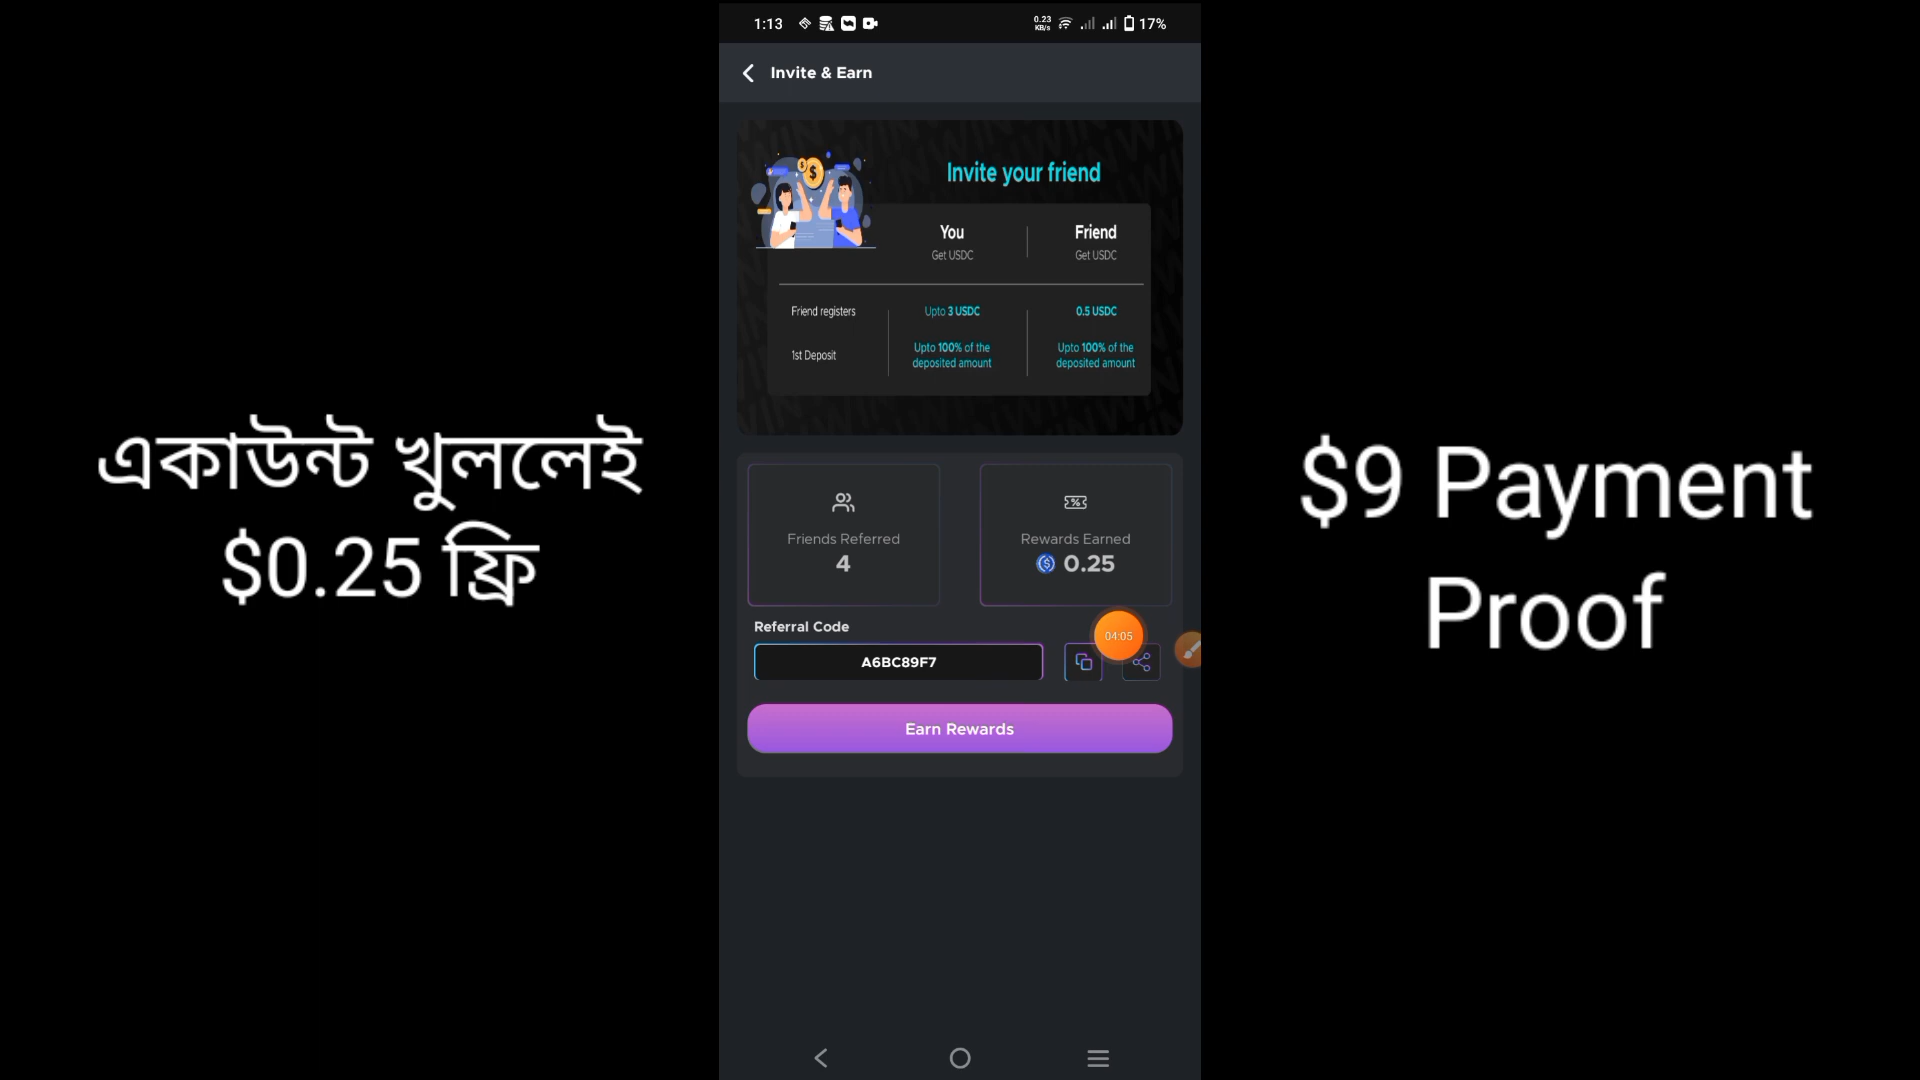 1:13
0.23
KB/s
17%
Invite & Earn
Invite your friend
You
Friend
Get USDC
Get USDC
Friend registers
Upto 3 USDC
0.5 USDC
1st Deposit
Upto 100% of the
deposited amount
Upto 100% of the
deposited amount
একাউন্ট খুললেই
$0.25 ফ্রি
Friends Referred
4
Rewards Earned
0.25
Referral Code
A6BC89F7
04:05
Earn Rewards
$9 Payment
Proof